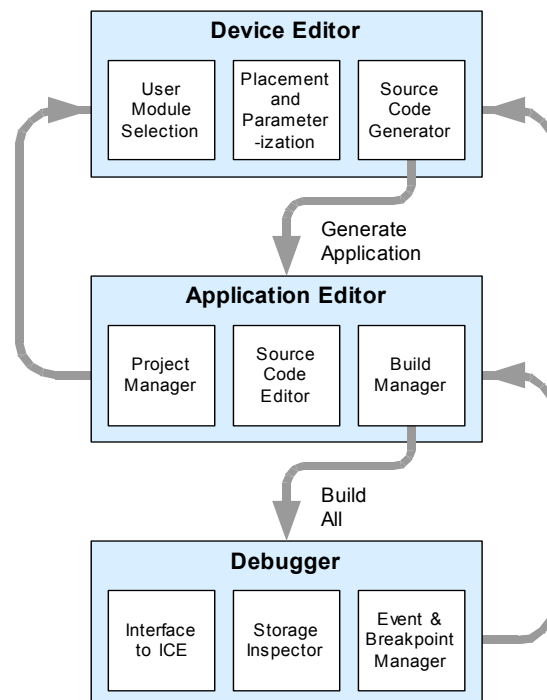 Device Editor
User
Module
Selection
Placement
and
Parameter
-ization
Source
Code
Generator
Generate
Application
Application Editor
Project
Manager
Source
Code
Editor
Build
Manager
Build
All
Debugger
Interface
to ICE
Storage
Inspector
Event &
Breakpoint
Manager